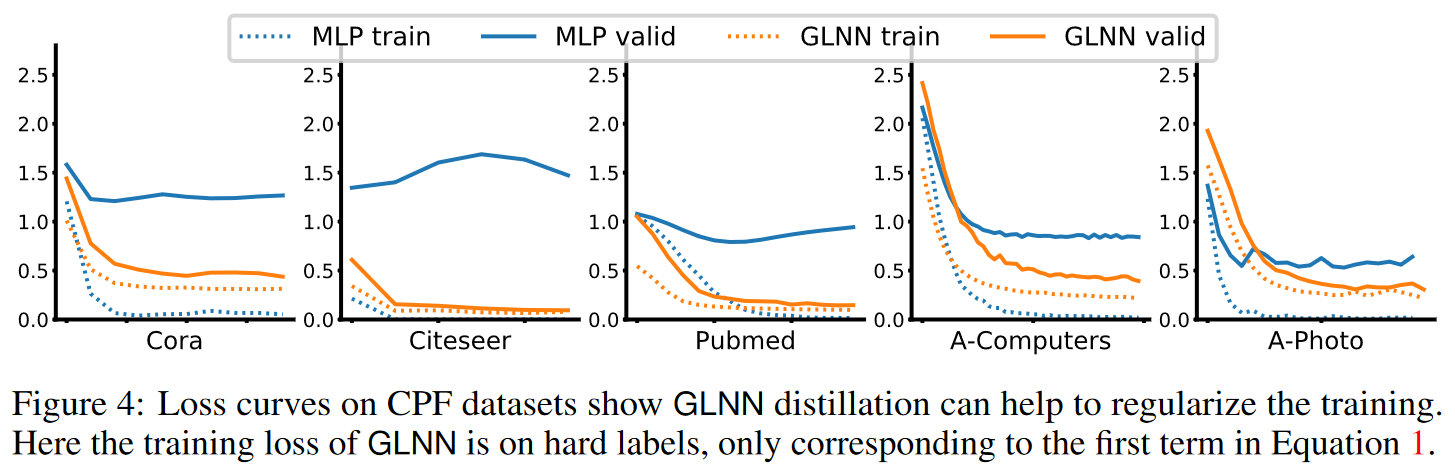 MLP train MLP valid GLNN train GLNN valid
2.5 2.5 2.5 2.5 2.5
2.0 2.0 2.0 2.0 2.0
1.5 1.5 1.5 1.5 1.5
1.0 1.0 1.0 1.0 1.0
0.5 0.5 0.5 0.5 0.5
0.0 0.0 0.0 0.0 0.0
Cora Citeseer Pubmed A-Computers A-Photo
Figure 4: Loss curves on CPF datasets show GLNN distillation can help to regularize the training.
Here the training loss of GLNN is on hard labels, only corresponding to the first term in Equation 1.